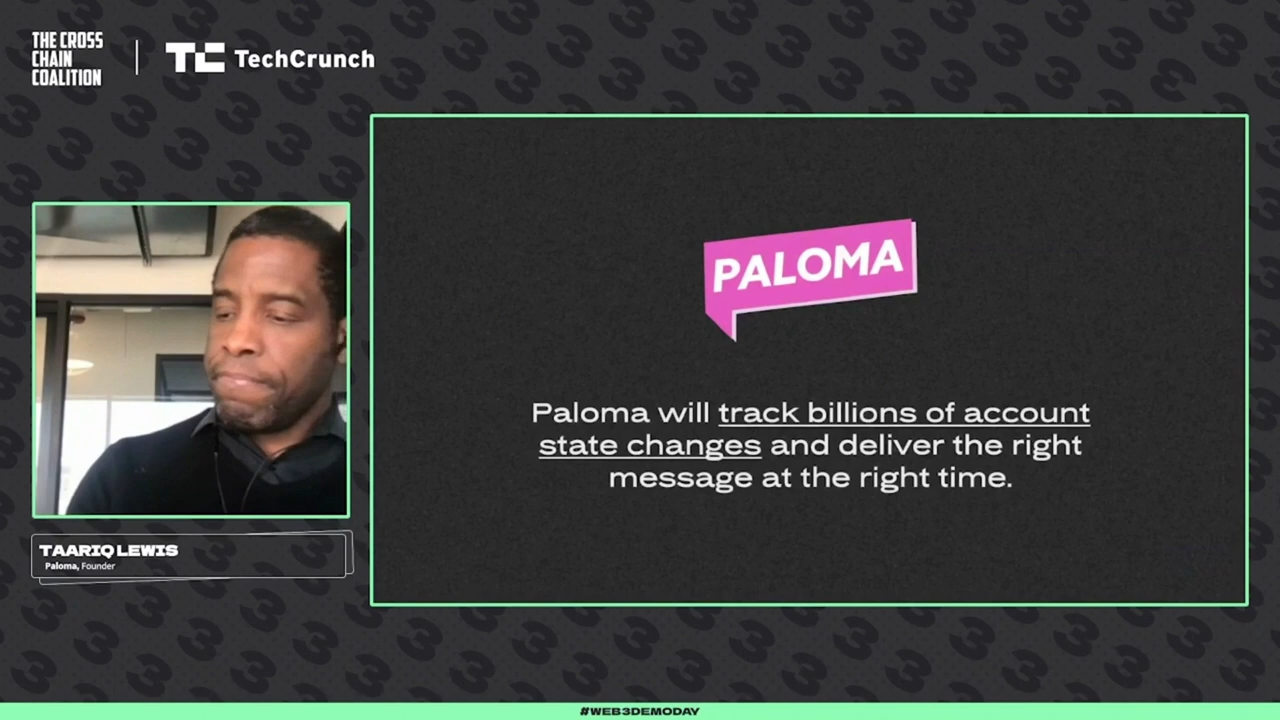 THE CROSS
CHAIN
COALITION
TC TechCrunch
PALOMA
Paloma will track billions of account
state changes and deliver the right
message at the right time.
TAARIQ LEWIS
Paloma, Founder
#WEB3DEMODAY